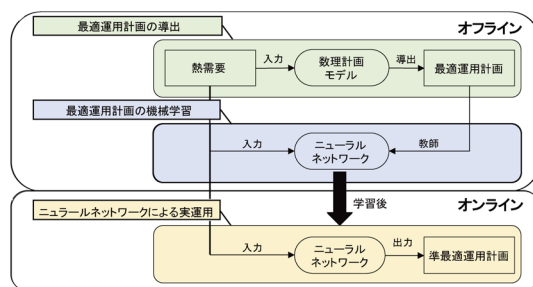 オフライン
最適運用計画の導出
熱需要
入力
数理計画
モデル
導出
最適運用計画
最適運用計画の機械学習
入力
ニューラル
ネットワーク
教師
学習後
オンライン
ニュラールネットワークによる実運用
入力
ニューラル
ネットワーク
出力
準最適運用計画